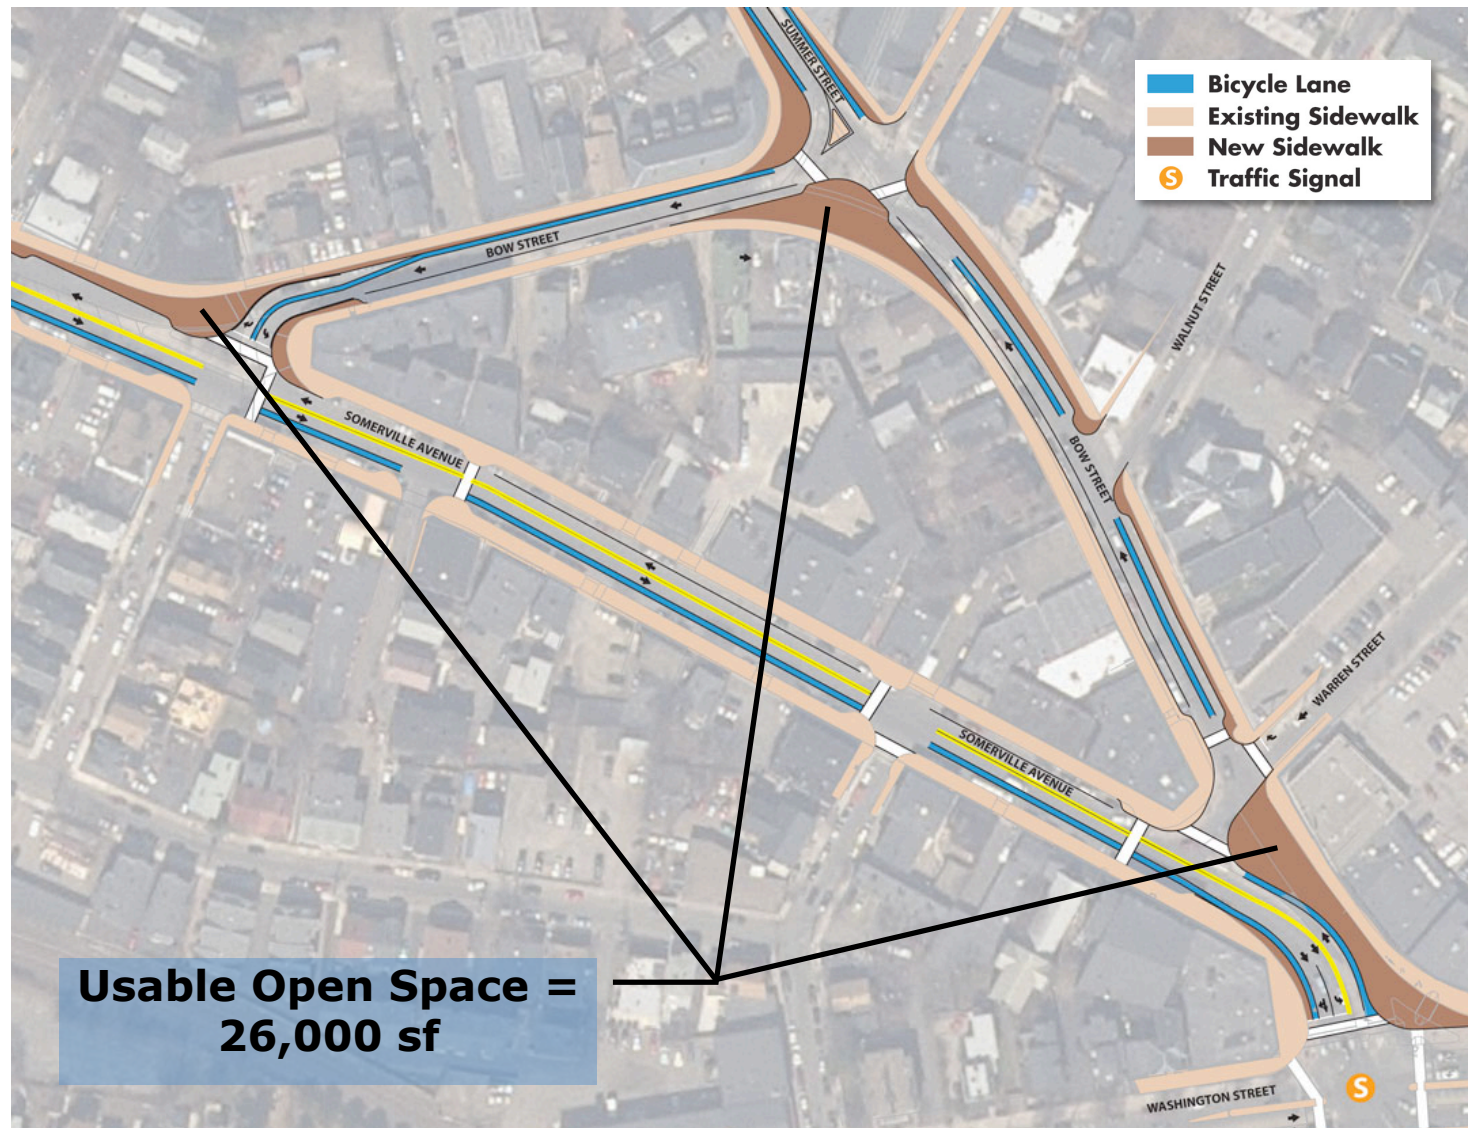 SUMMER STREET
Bicycle Lane
Existing Sidewalk
New Sidewalk
S Traffic Signal
BOW STREET
WALNUT STREET
SOMERVILLE AVENUE
BOW STREET
WARREN STREET
SOMERVILLE AVENUE
Usable Open Space =
26,000 sf
S
WASHINGTON STREET